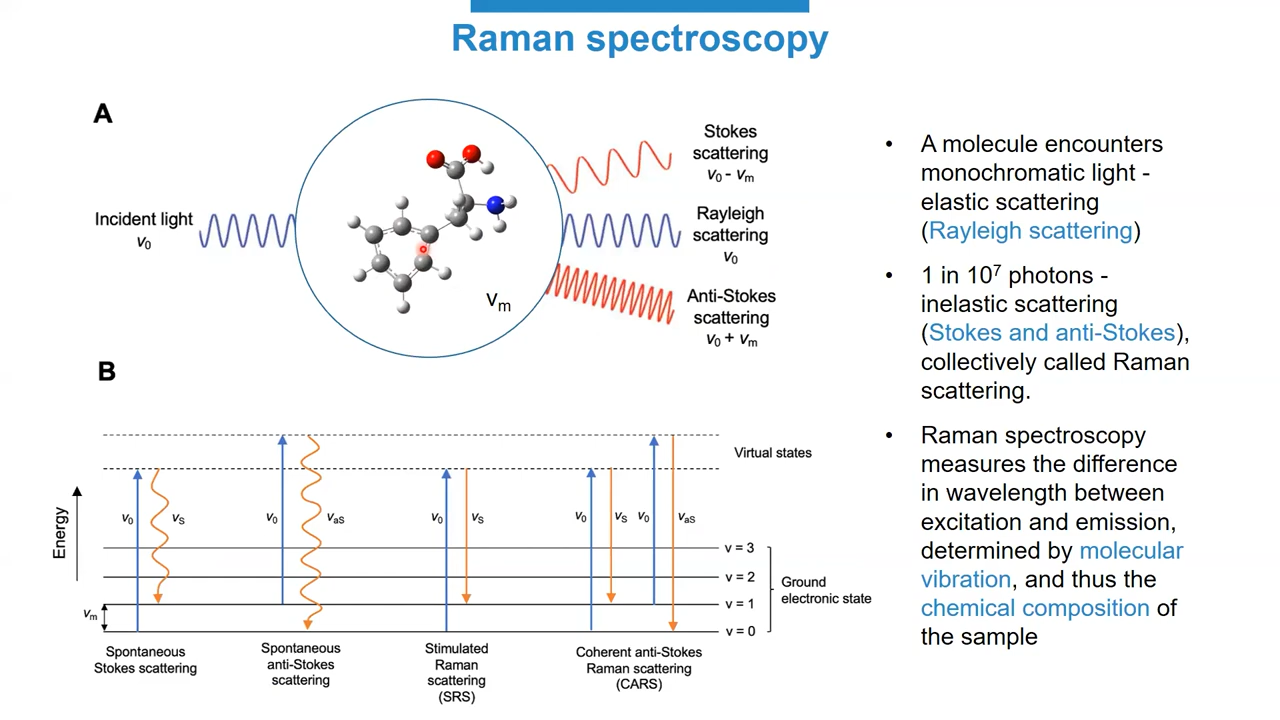 Raman spectroscopy
A
Incident light
v0
vm
Stokes
scattering
v0 - vm
Rayleigh
scattering
v0
Anti-Stokes
scattering
v0 + vm
B
Energy
vm
v0
vS
v0
vaS
v0
vS
v0
vS
v0
vaS
Virtual states
v = 3
v = 2
v = 1
v = 0
Ground
electronic state
Spontaneous
Stokes scattering
Spontaneous
anti-Stokes
scattering
Stimulated
Raman
scattering
(SRS)
Coherent anti-Stokes
Raman scattering
(CARS)
• A molecule encounters
monochromatic light -
elastic scattering
(Rayleigh scattering)
• 1 in 10⁷ photons -
inelastic scattering
(Stokes and anti-Stokes),
collectively called Raman
scattering.
• Raman spectroscopy
measures the difference
in wavelength between
excitation and emission,
determined by molecular
vibration, and thus the
chemical composition of
the sample